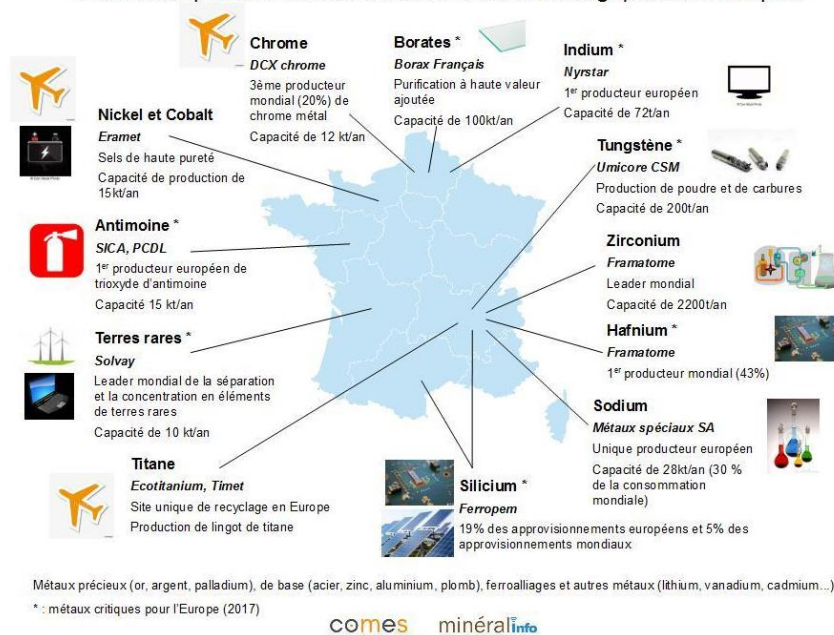 Chrome
DCX chrome
3ème producteur
mondial (20%) de
chrome métal
Capacité de 12 kt/an
Borates *
Borax Français
Purification à haute valeur
ajoutée
Capacité de 100kt/an
Indium *
Nyrstar
1er producteur européen
Capacité de 72t/an
Nickel et Cobalt
Eramet
Sels de haute pureté
Capacité de production de
15kt/an
Tungstène *
Umicore CSM
Production de poudre et de carbures
Capacité de 200t/an
Antimoine *
SICA, PCDL
1er producteur européen de
trioxyde d'antimoine
Capacité 15 kt/an
Zirconium
Framatome
Leader mondial
Capacité de 2200t/an
Terres rares *
Solvay
Leader mondial de la séparation
et la concentration en éléments
de terres rares
Capacité de 10 kt/an
Hafnium *
Framatome
1er producteur mondial (43%)
Sodium
Métaux spéciaux SA
Unique producteur européen
Capacité de 28kt/an (30 %
de la consommation
mondiale)
Titane
Ecotitanium, Timet
Site unique de recyclage en Europe
Production de lingot de titane
Silicium *
Ferropem
19% des approvisionnements européens et 5% des
approvisionnements mondiaux
Métaux précieux (or, argent, palladium), de base (acier, zinc, aluminium, plomb), ferroalliages et autres métaux (lithium, vanadium, cadmium...)
* : métaux critiques pour l'Europe (2017)
comes minéralinfo